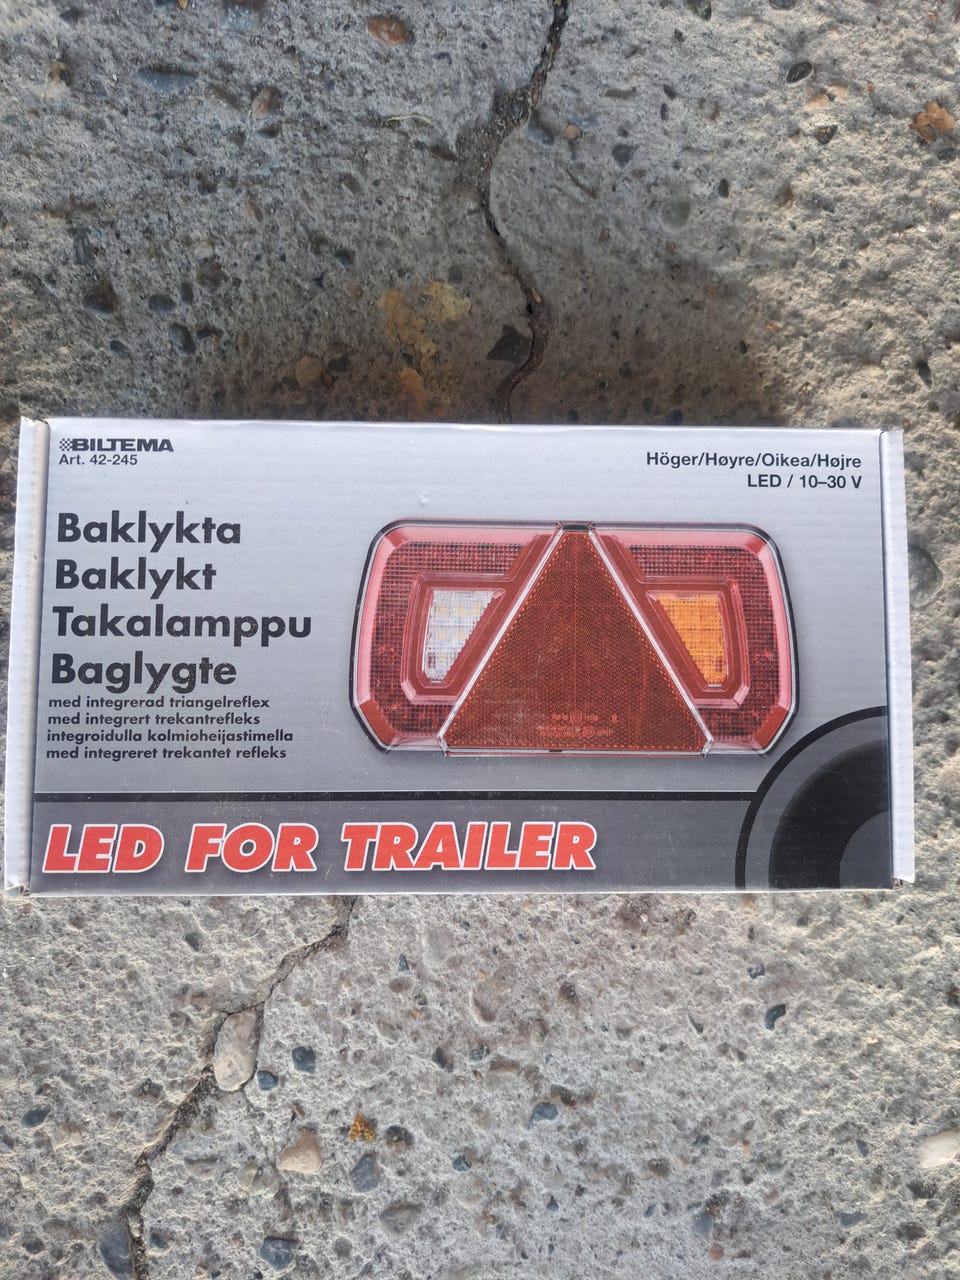 BILTEMA
Art. 42-245
Höger/Høyre/Oikea/Højre
LED / 10–30 V
Baklykta
Baklykt
Takalamppu
Baglygte
med integrerad triangelreflex
med integrert trekantrefleks
integroidulla kolmioheijastimella
med integreret trekantet refleks
LED FOR TRAILER